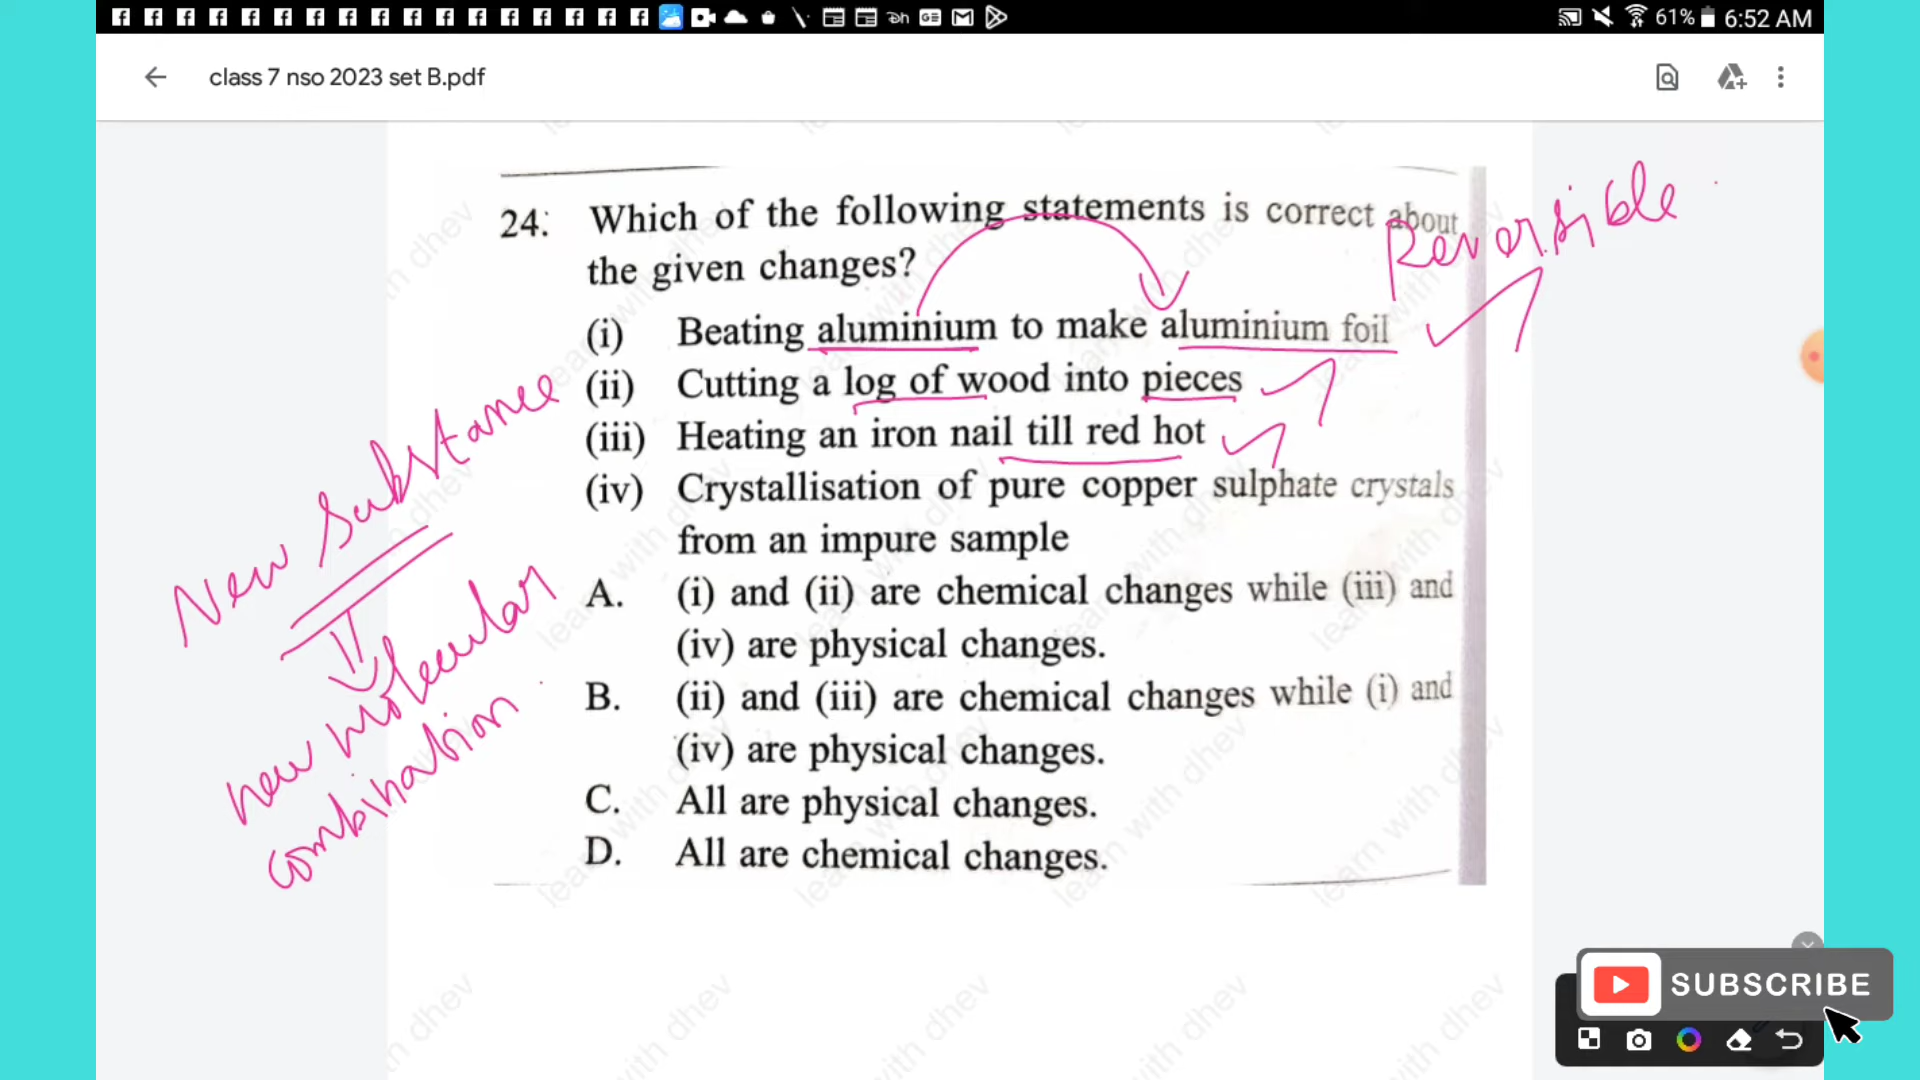 61% 6:52 AM
class 7 nso 2023 set B.pdf
24. Which of the following statements is correct about
the given changes?
(i) Beating aluminium to make aluminium foil
(ii) Cutting a log of wood into pieces
(iii) Heating an iron nail till red hot
(iv) Crystallisation of pure copper sulphate crystals
from an impure sample
A. (i) and (ii) are chemical changes while (iii) and
(iv) are physical changes.
B. (ii) and (iii) are chemical changes while (i) and
(iv) are physical changes.
C. All are physical changes.
D. All are chemical changes.
Reversible
New Substance
new molecular
combination.
learn with dhev
SUBSCRIBE